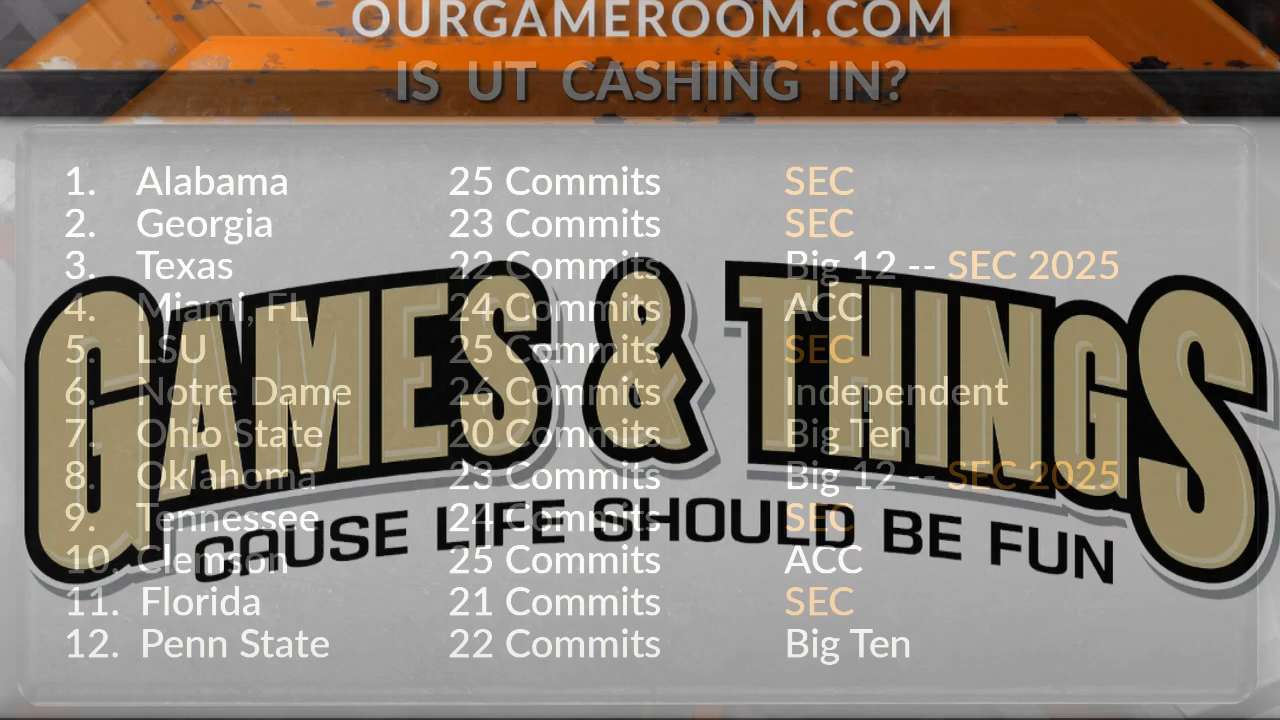 OURGAMEROOM.COM
IS UT CASHING IN?
1. Alabama 25 Commits SEC
2. Georgia 23 Commits SEC
3. Texas 22 Commits Big 12 -- SEC 2025
4. Miami, FL 24 Commits ACC
5. LSU 25 Commits SEC
6. Notre Dame 26 Commits Independent
7. Ohio State 20 Commits Big Ten
8. Oklahoma 23 Commits Big 12 -- SEC 2025
9. Tennessee 24 Commits SEC
10. Clemson 25 Commits ACC
11. Florida 21 Commits SEC
12. Penn State 22 Commits Big Ten
GAMES & THINGS
CAUSE LIFE SHOULD BE FUN